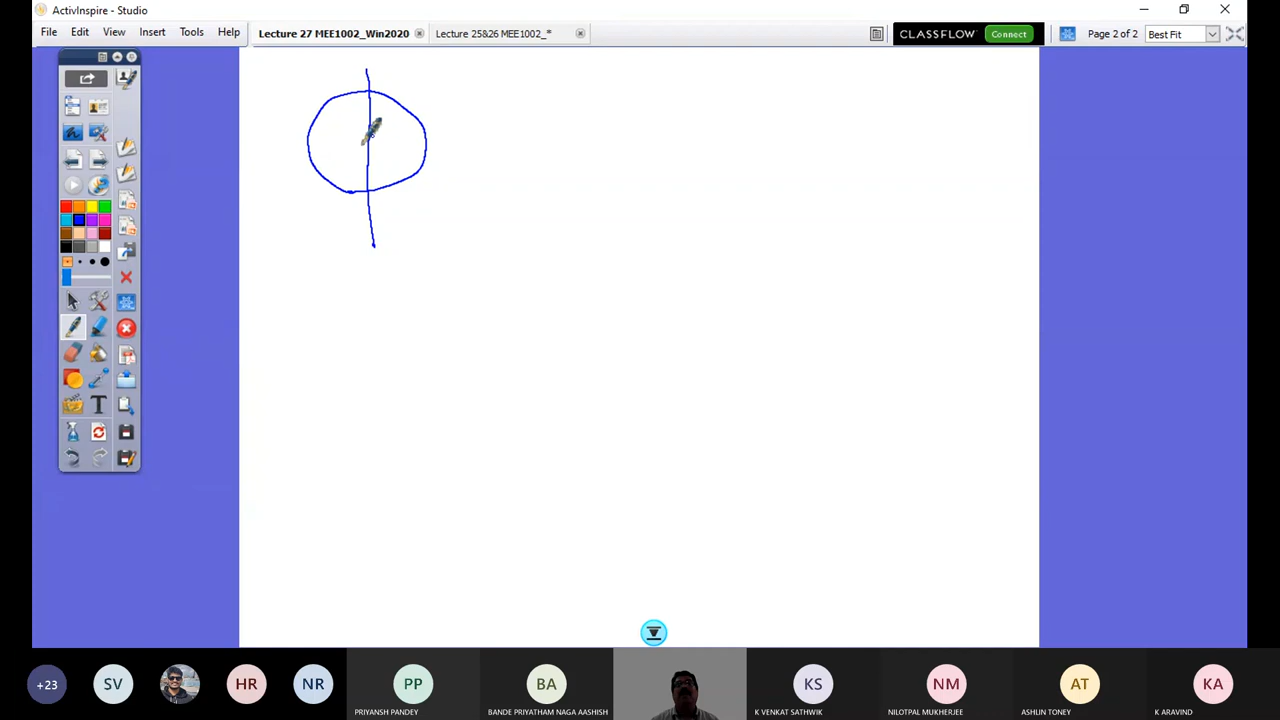 ActivInspire - Studio
File Edit View Insert Tools Help
Lecture 27 MEE1002_Win2020
Lecture 25&26 MEE1002_*
CLASSFLOW Connect
Page 2 of 2
Best Fit
T
+23
SV
HR
NR
PP
PRIYANSH PANDEY
BA
BANDE PRIYATHAM NAGA AASHISH
KS
K VENKAT SATHWIK
NM
NILOTPAL MUKHERJEE
AT
ASHLIN TONEY
KA
K ARAVIND